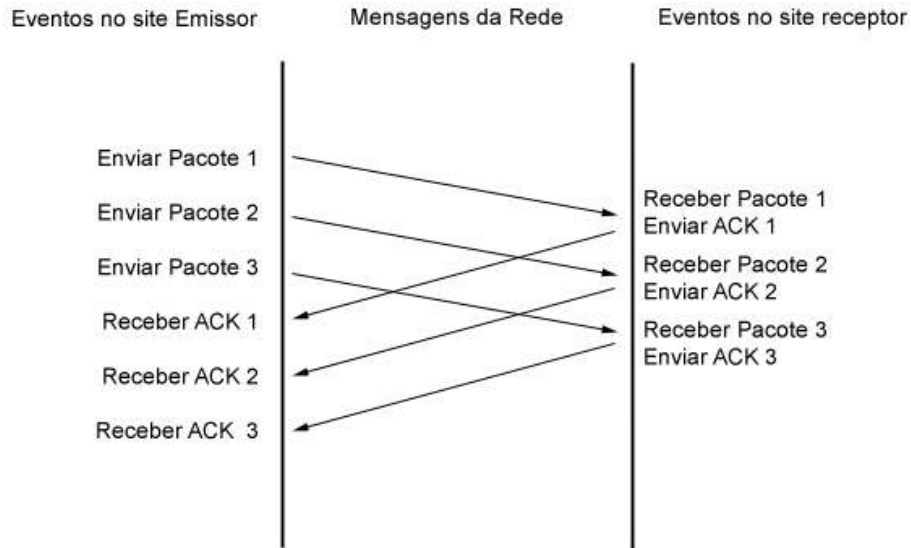 Eventos no site Emissor
Mensagens da Rede
Eventos no site receptor
Enviar Pacote 1
Enviar Pacote 2
Enviar Pacote 3
Receber ACK 1
Receber ACK 2
Receber ACK 3
Receber Pacote 1
Enviar ACK 1
Receber Pacote 2
Enviar ACK 2
Receber Pacote 3
Enviar ACK 3